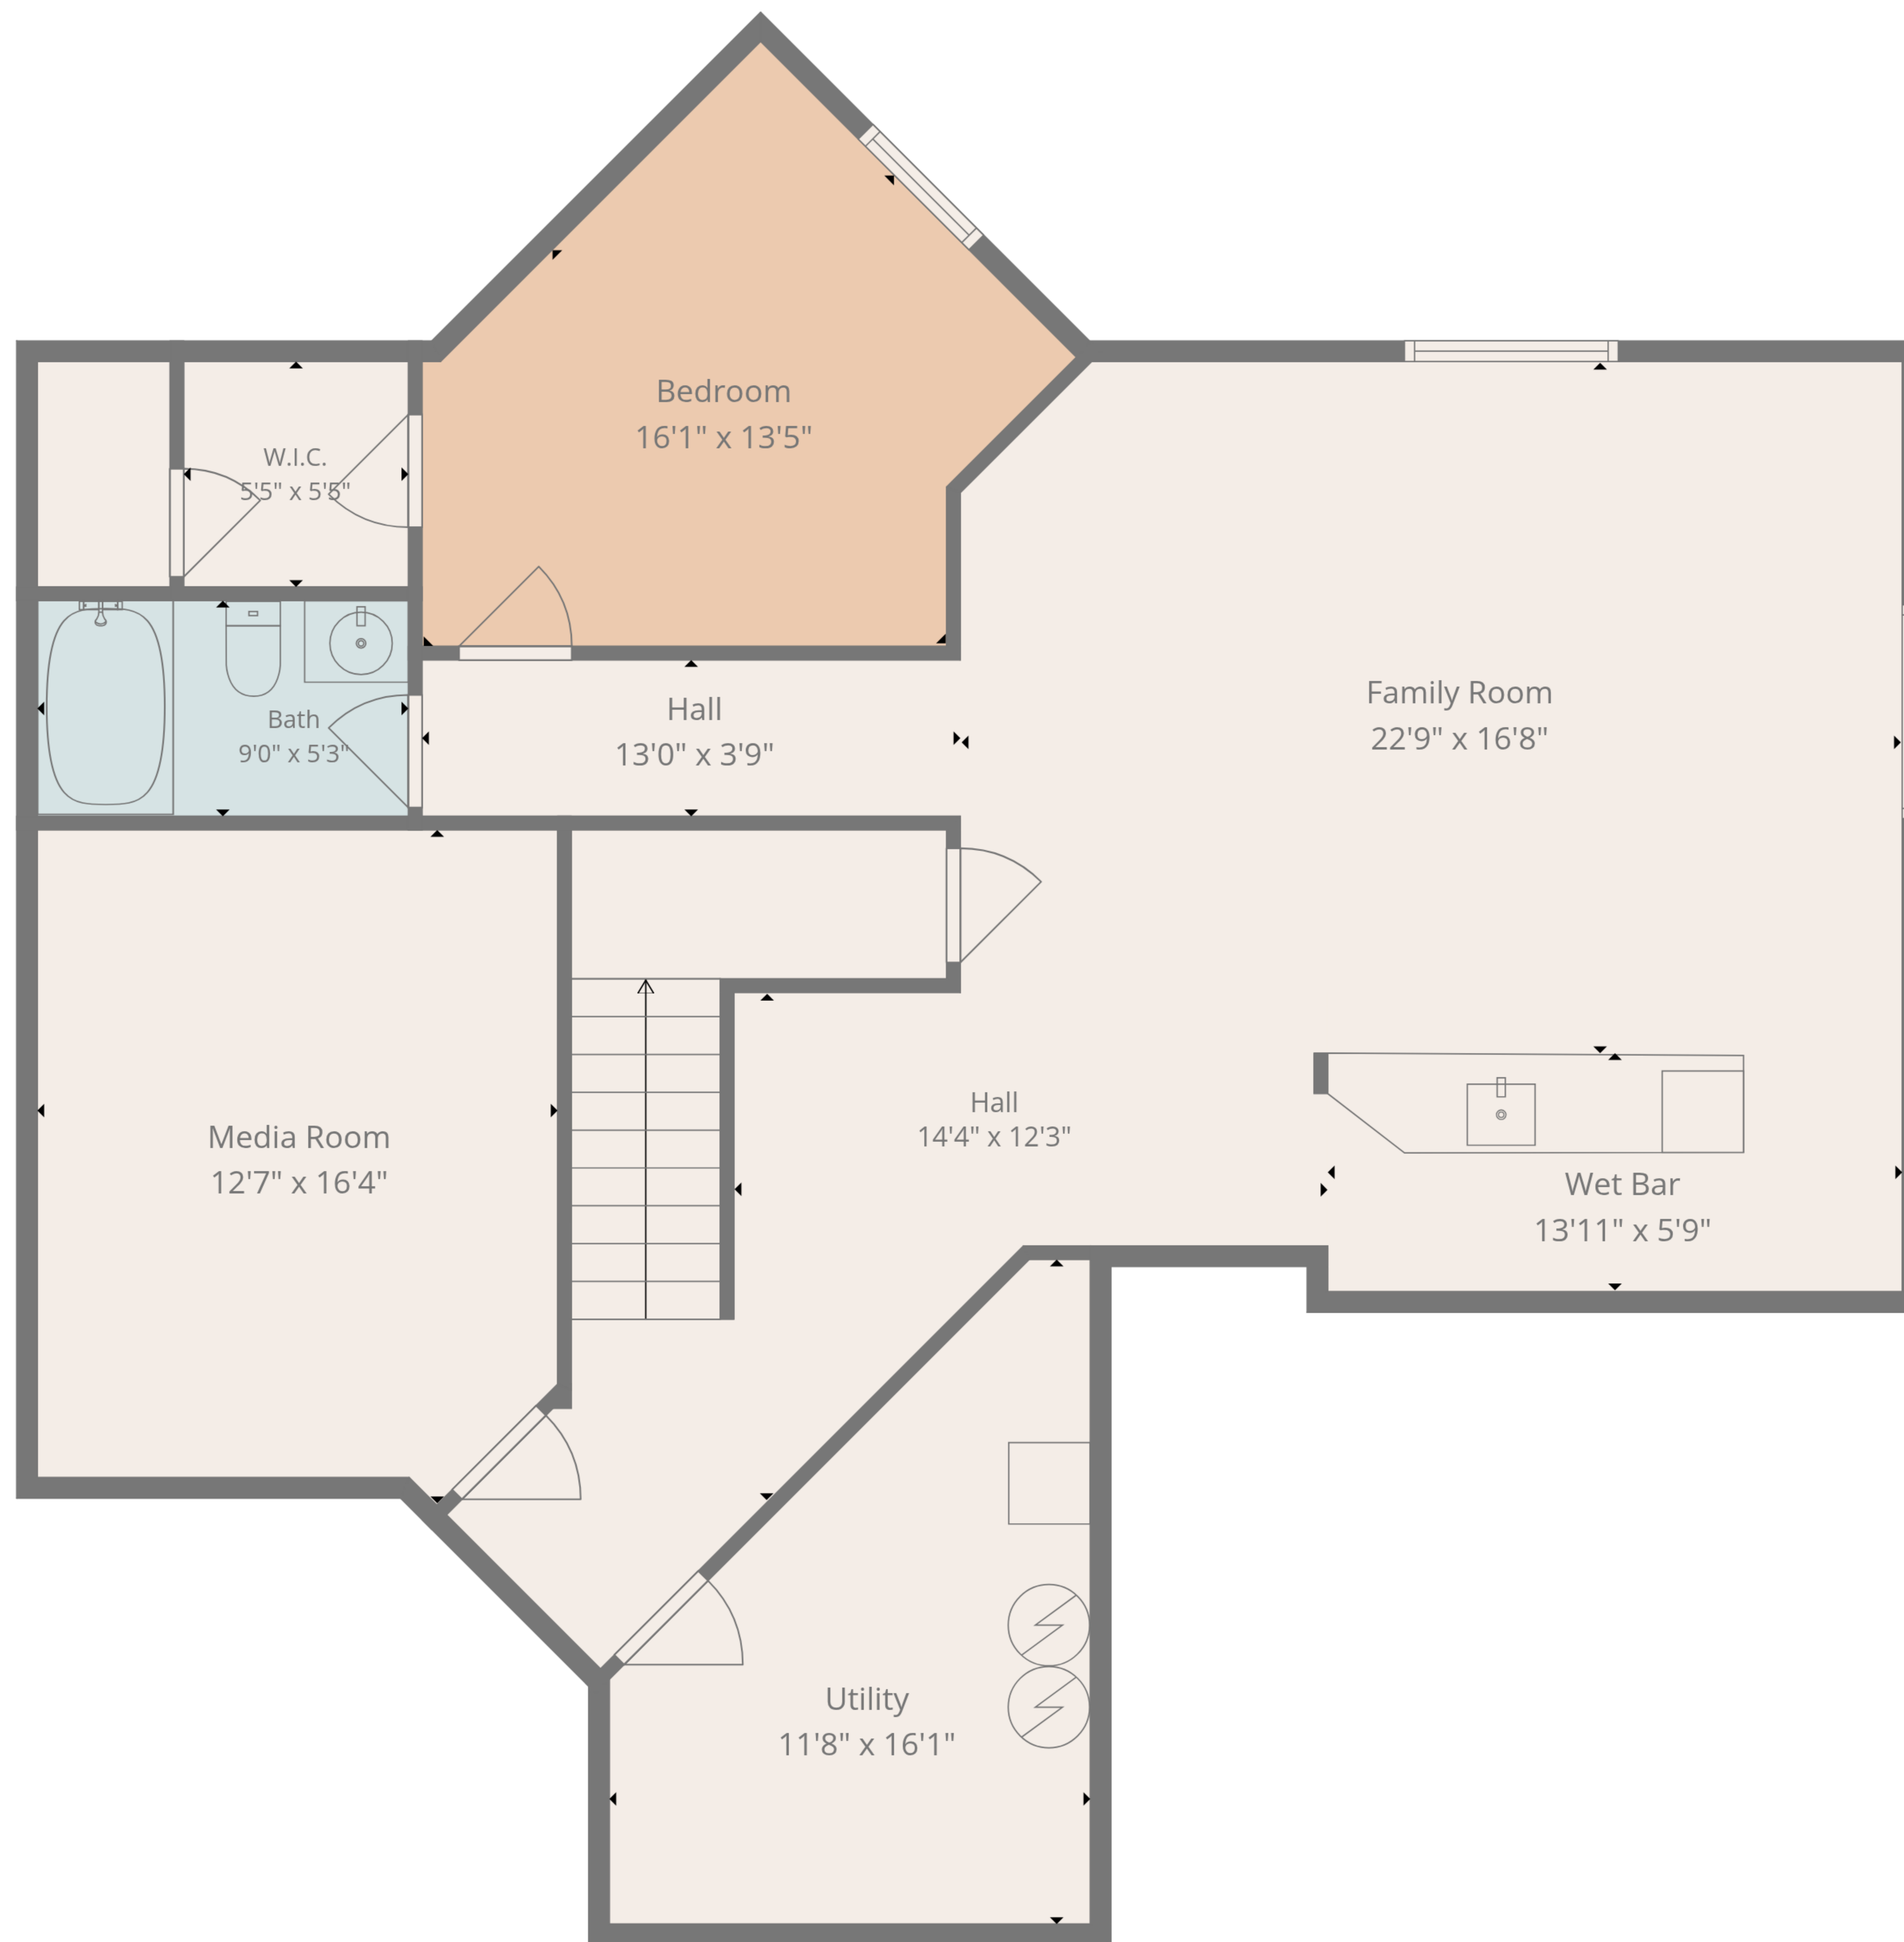 Bedroom
16'1" x 13'5"
W.I.C.
5'5" x 5'5"
Family Room
22'9" x 16'8"
Hall
13'0" x 3'9"
Bath
9'0" x 5'3"
Hall
14'4" x 12'3"
Media Room
12'7" x 16'4"
Wet Bar
13'11" x 5'9"
Utility
11'8" x 16'1"